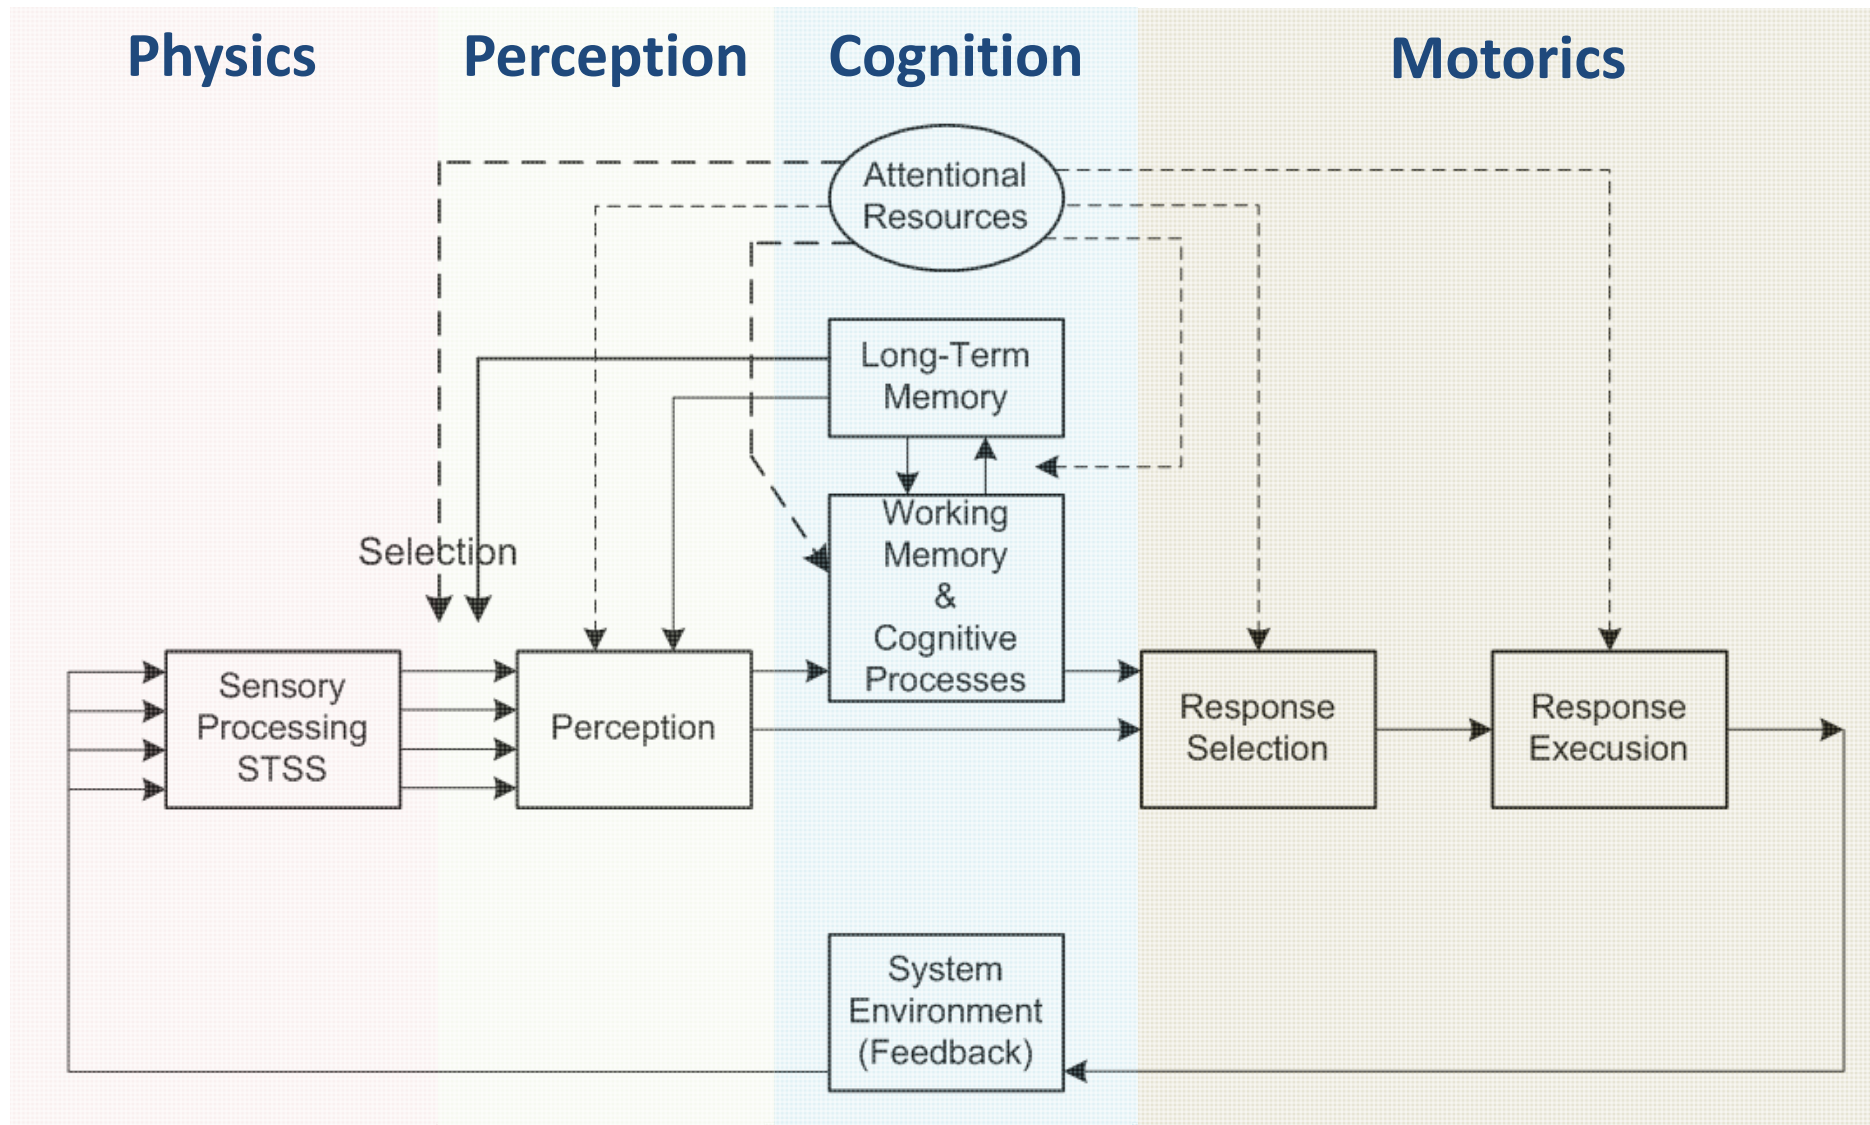 Physics
Perception
Cognition
Motorics
Attentional
Resources
Long-Term
Memory
Selection
Working
Memory
&
Cognitive
Processes
Sensory
Processing
STSS
Perception
Response
Selection
Response
Execusion
System
Environment
(Feedback)